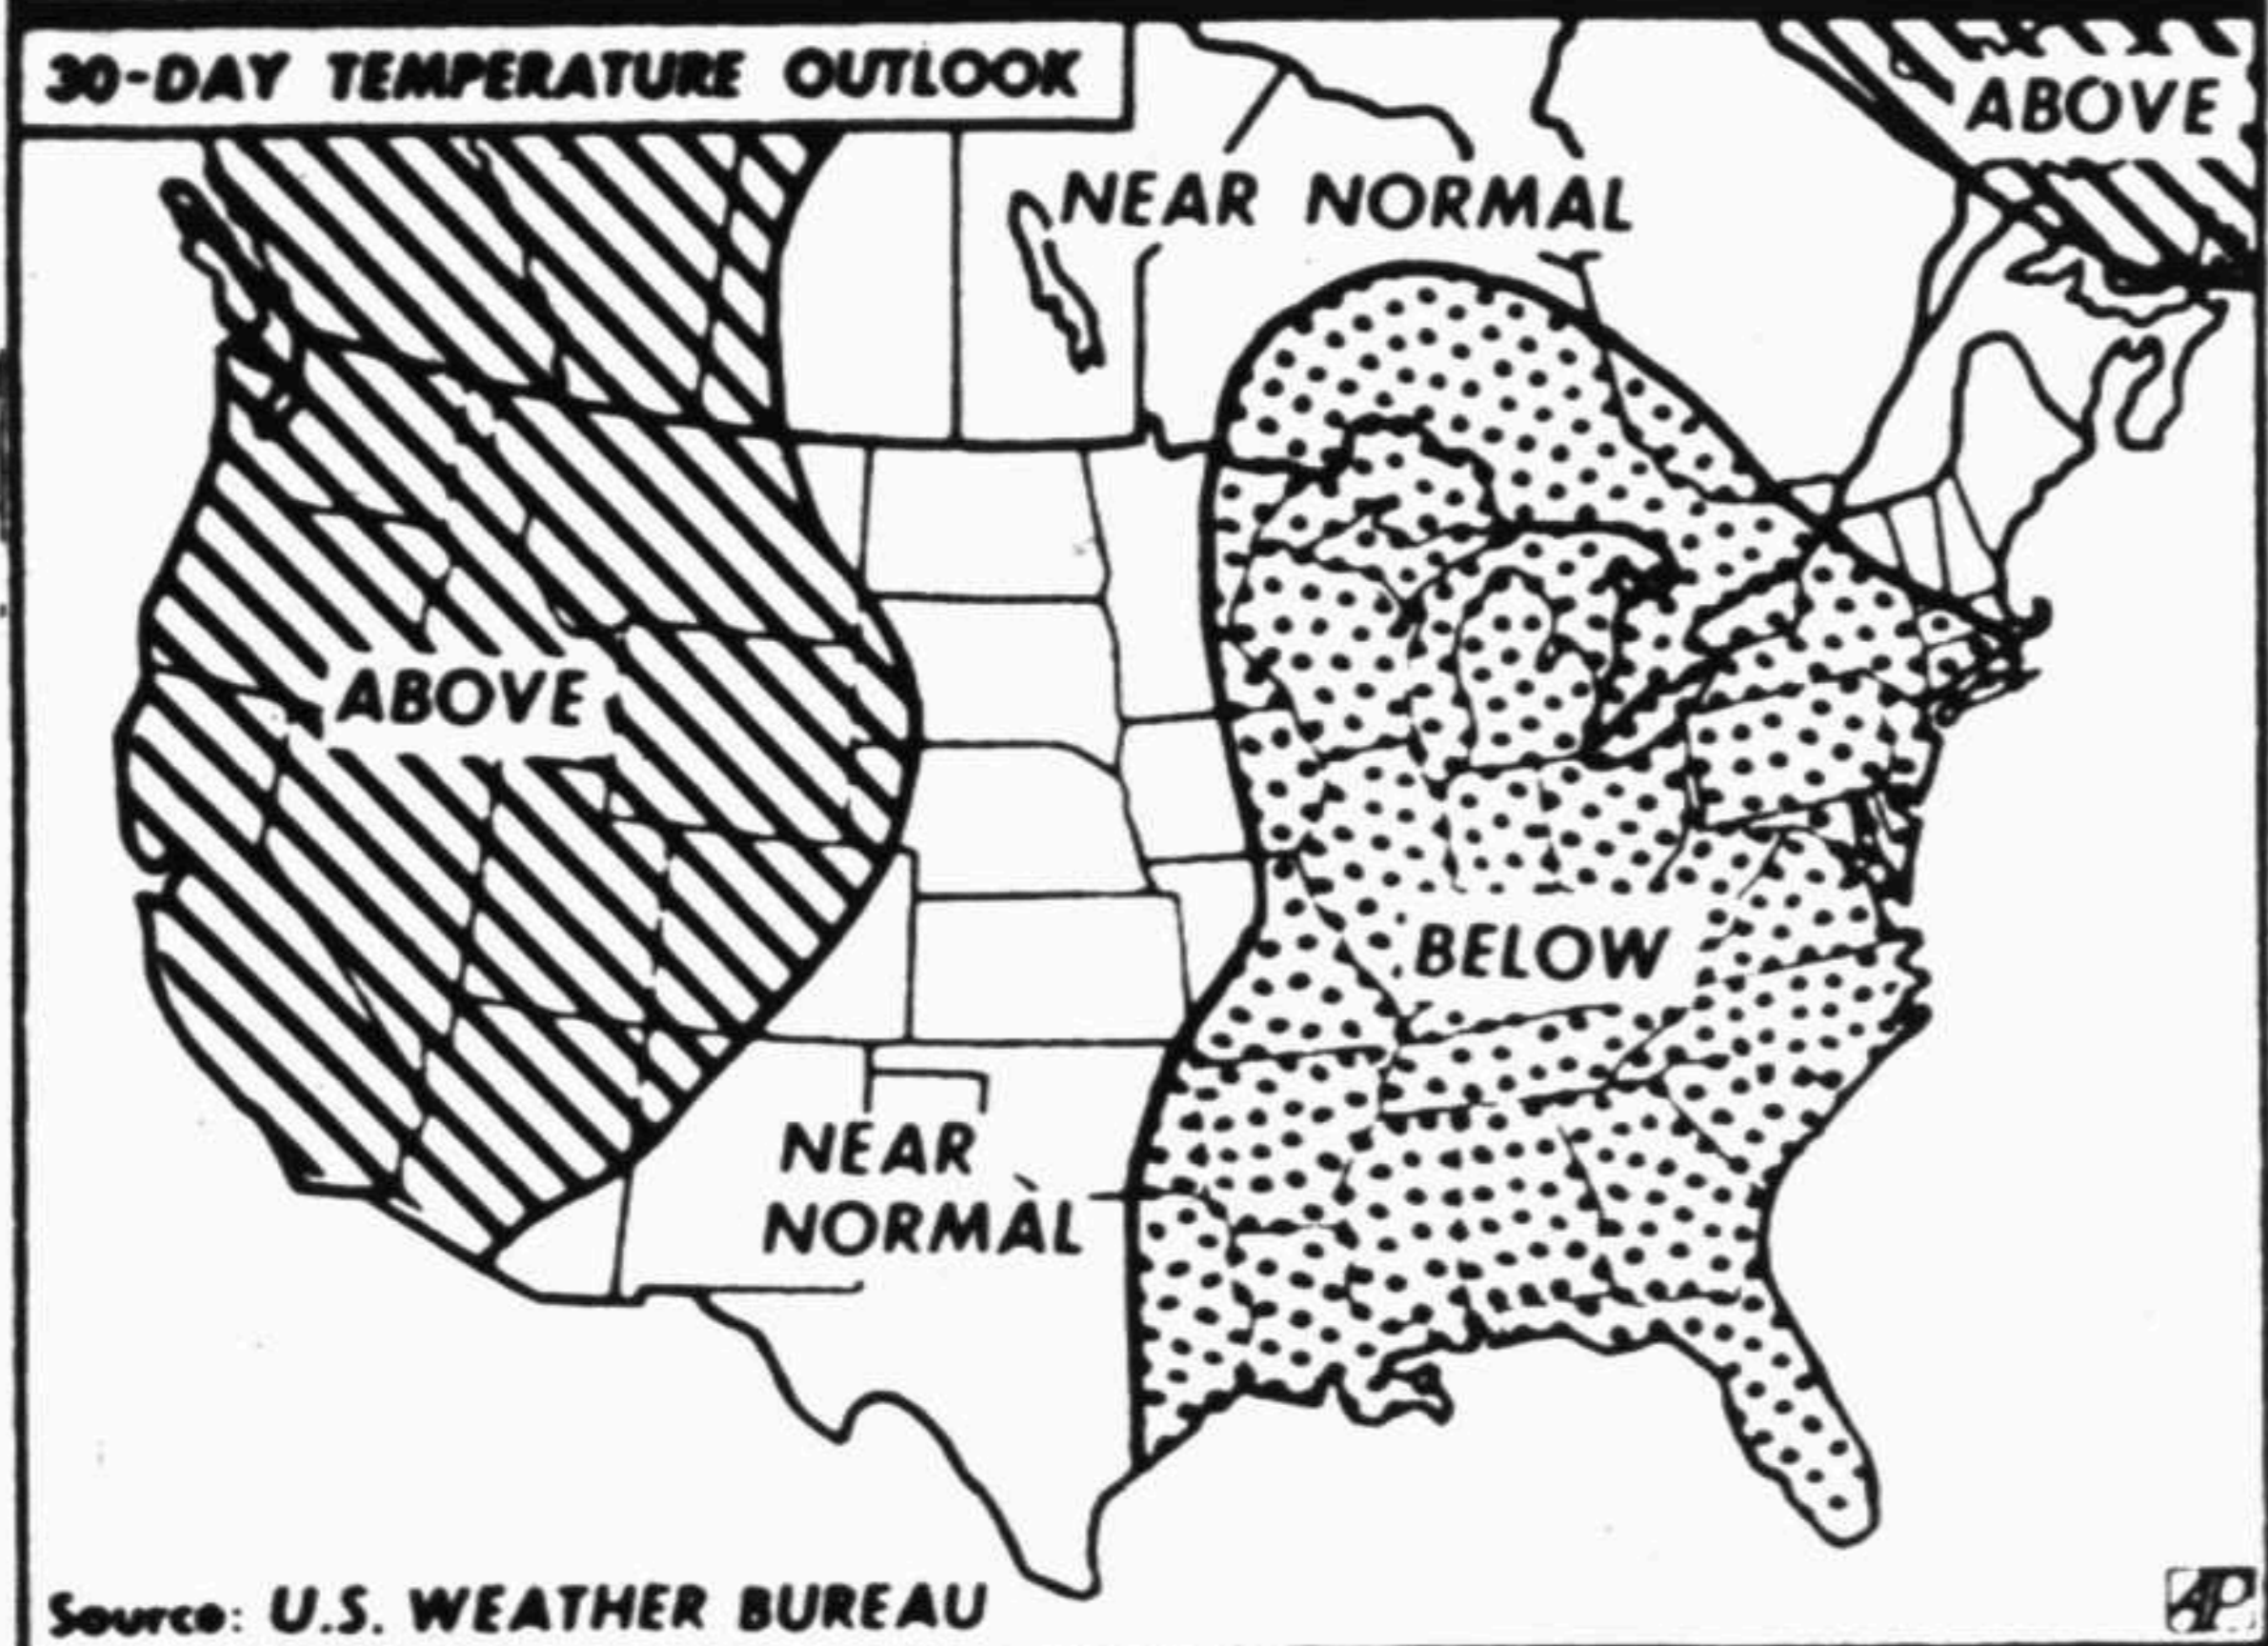 30-DAY TEMPERATURE OUTLOOK
ABOVE
NEAR NORMAL
ABOVE
BELOW
NEAR
NORMAL
Source: U.S. WEATHER BUREAU
AP